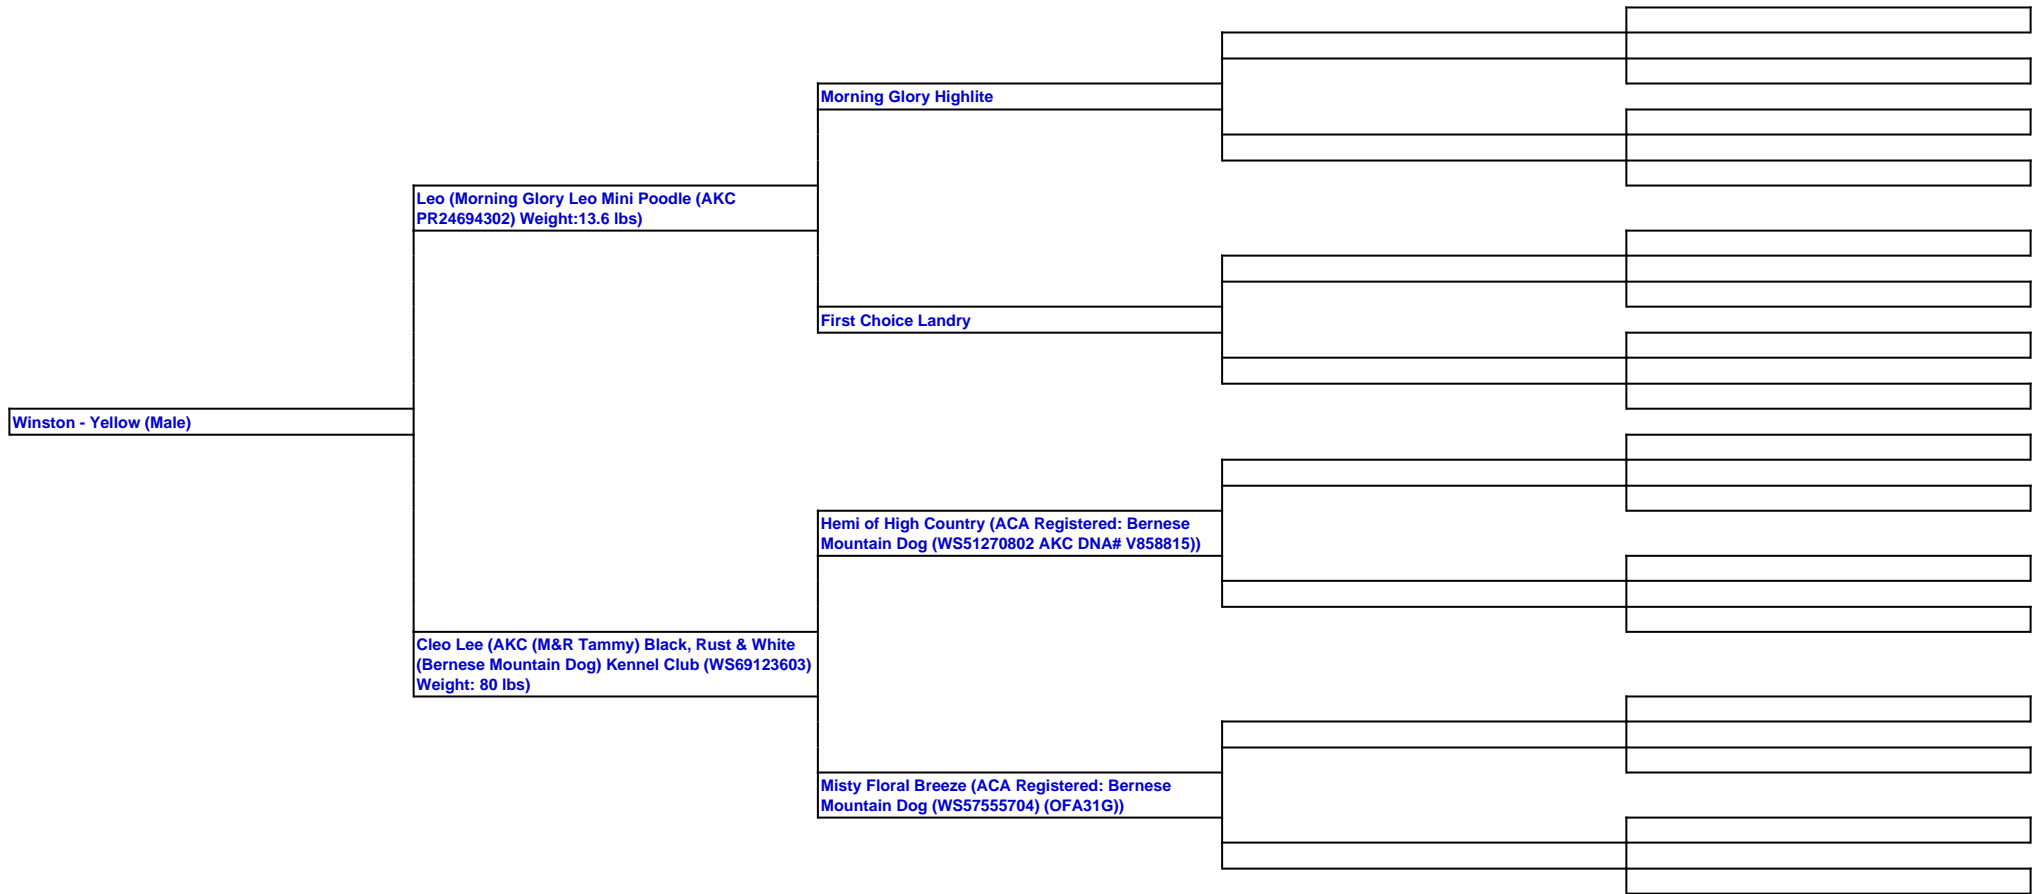 Morning Glory Highlite
Leo (Morning Glory Leo Mini Poodle (AKC
PR24694302) Weight:13.6 lbs)
First Choice Landry
Winston - Yellow (Male)
Hemi of High Country (ACA Registered: Bernese
Mountain Dog (WS51270802 AKC DNA# V858815))
Cleo Lee (AKC (M&R Tammy) Black, Rust & White
(Bernese Mountain Dog) Kennel Club (WS69123603)
Weight: 80 lbs)
Misty Floral Breeze (ACA Registered: Bernese
Mountain Dog (WS57555704) (OFA31G))